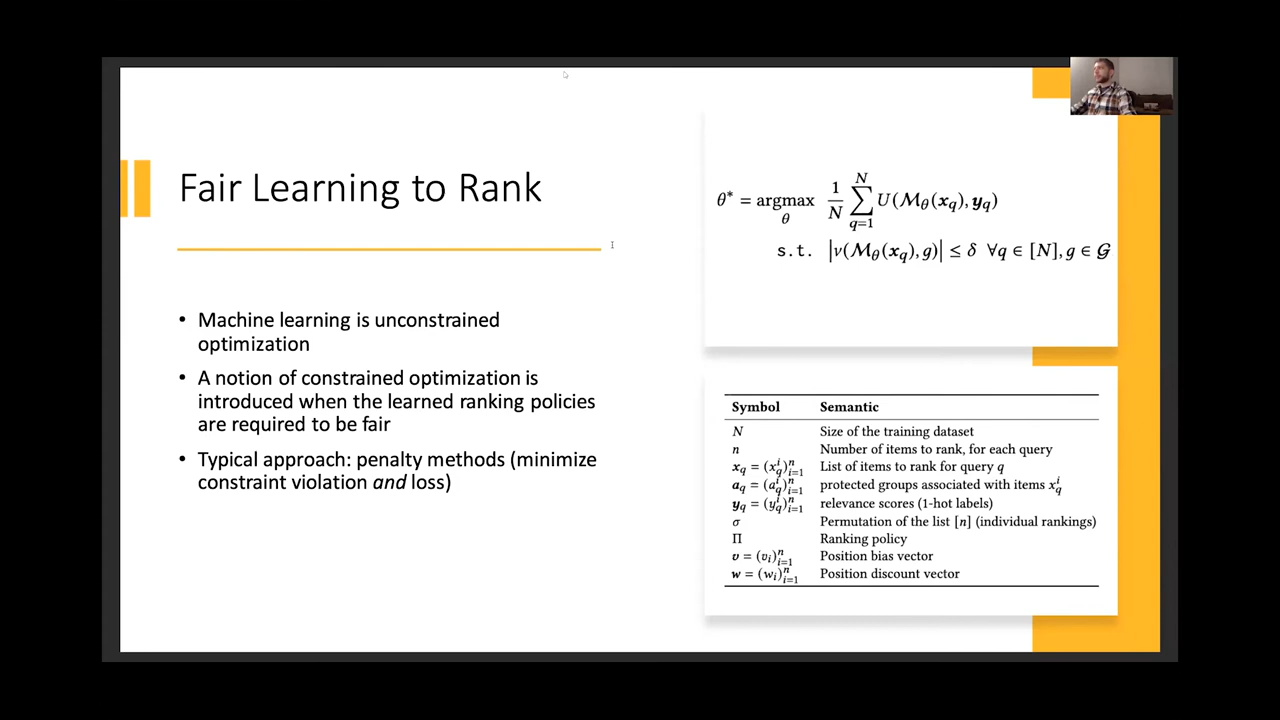 Fair Learning to Rank
• Machine learning is unconstrained
optimization
• A notion of constrained optimization is
introduced when the learned ranking policies
are required to be fair
• Typical approach: penalty methods (minimize
constraint violation and loss)
θ* = argmax_θ 1/N ∑_{q=1}^{N} U(ℳ_θ(x_q), y_q)
s.t. |ν(ℳ_θ(x_q), g)| ≤ δ ∀q ∈ [N], g ∈ 𝒢
Symbol Semantic
N Size of the training dataset
n Number of items to rank, for each query
x_q = (x_q^i)_{i=1}^n List of items to rank for query q
a_q = (a_q^i)_{i=1}^n protected groups associated with items x_q^i
y_q = (y_q^i)_{i=1}^n relevance scores (1-hot labels)
σ Permutation of the list [n] (individual rankings)
Π Ranking policy
v = (v_i)_{i=1}^n Position bias vector
w = (w_i)_{i=1}^n Position discount vector